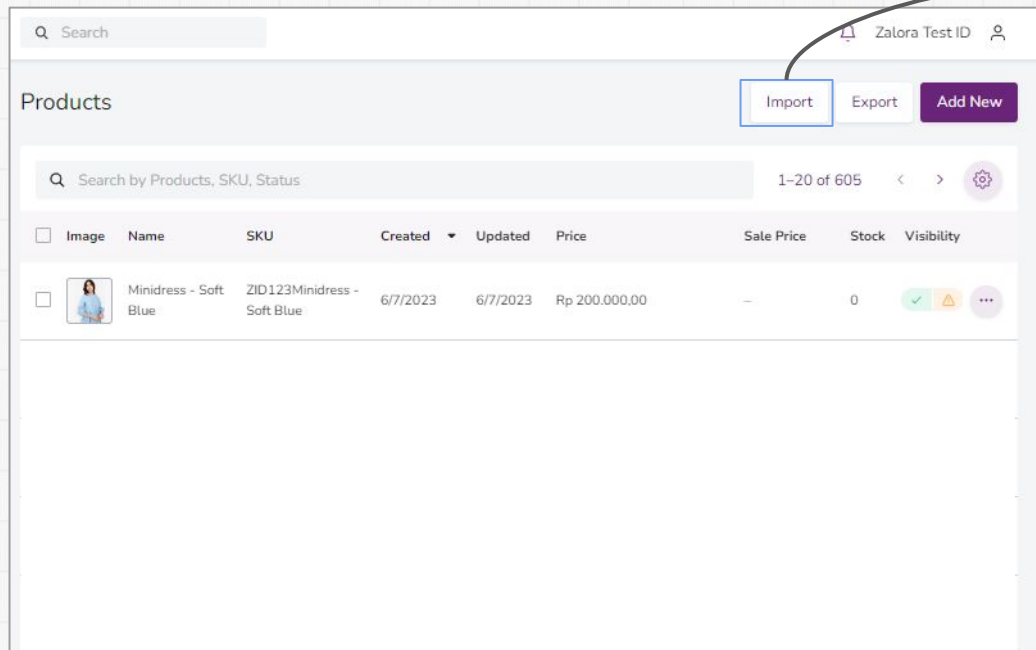 Search
Zalora Test ID
Products
Import
Export
Add New
Search by Products, SKU, Status
1–20 of 605
Image Name SKU Created Updated Price Sale Price Stock Visibility
Minidress - Soft
Blue
ZID123Minidress -
Soft Blue
6/7/2023
6/7/2023
Rp 200.000,00
–
0